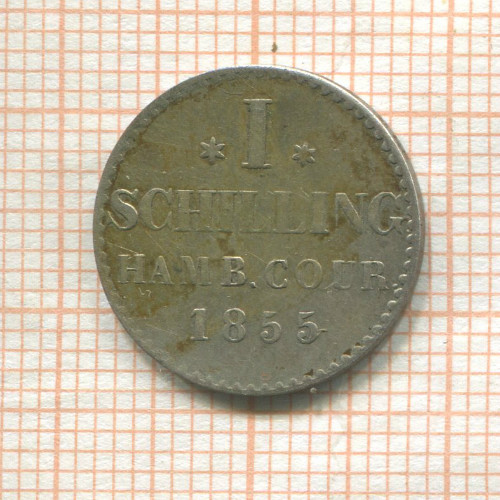 * I *
SCHILLING
HAMB. COUR.
1855